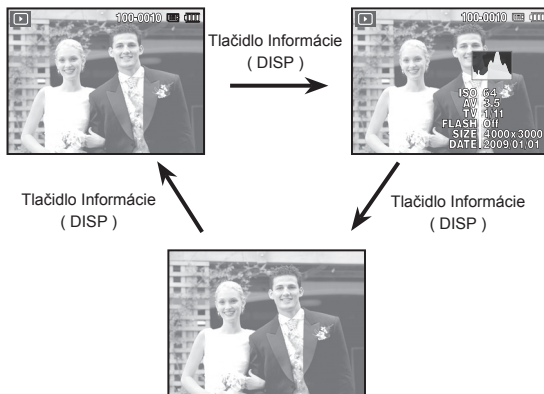 100-0010
Tlačidlo Informácie
( DISP )
100-0010
ISO 64
AV 3.5
TV 1/11
FLASH Off
SIZE 4000x3000
DATE 2009/01/01
Tlačidlo Informácie
( DISP )
Tlačidlo Informácie
( DISP )